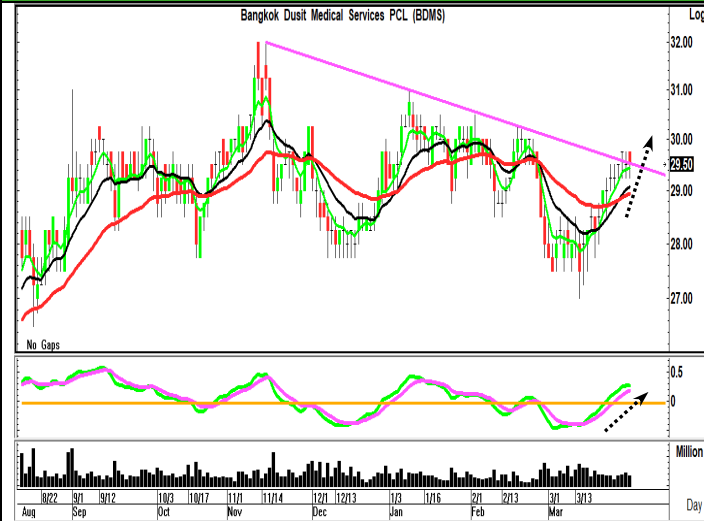 Bangkok Dusit Medical Services PCL (BDMS)
Log
32.00
31.00
30.00
29.50
29.00
28.00
27.00
No Gaps
0.5
0
Million
8/22 9/1 9/12 10/3 10/17 11/1 11/14 12/1 12/13 1/3 1/16 2/1 2/13 3/1 3/13
Aug Sep Oct Nov Dec Jan Feb Mar
Day